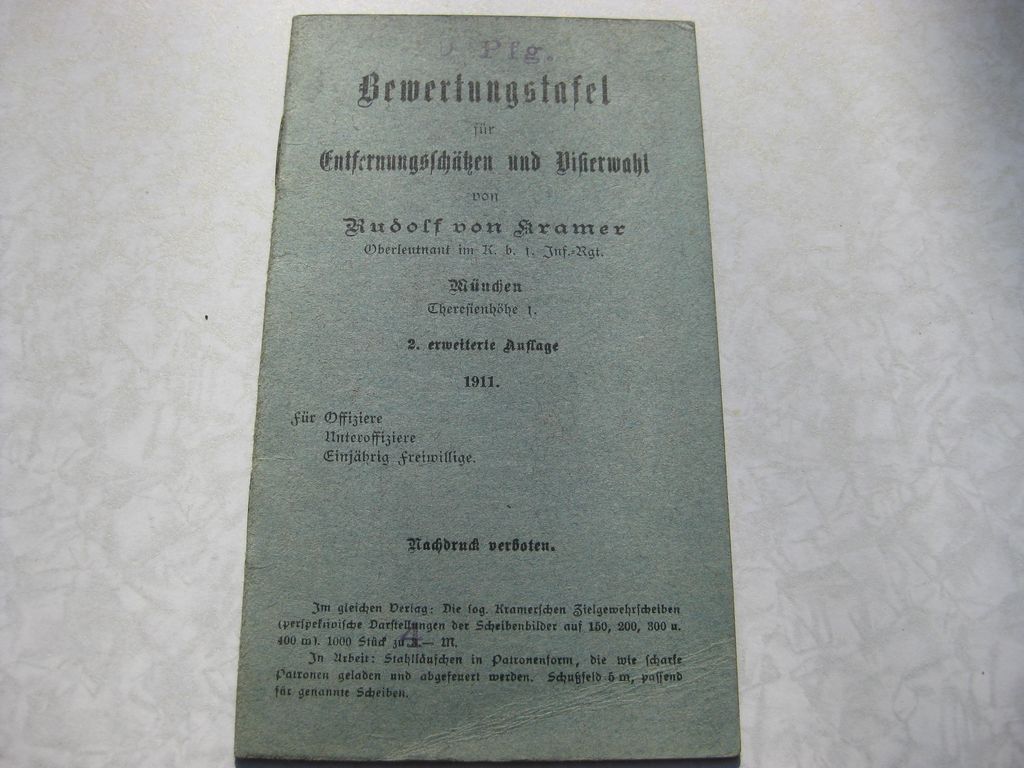 Pfg.
Bewertungstafel
für
Entfernungsschätzen und Visierwahl
von
Rudolf von Kramer
Oberleutnant im K. b. 1. Inf.-Rgt.
München
Theresienhöhe 1.
2. erweiterte Auflage
1911.
Für Offiziere
Unteroffiziere
Einjährig Freiwillige.
Nachdruck verboten.
Im gleichen Verlag: Die sog. Kramerschen Zielgewehrscheiben
(perspektivische Darstellungen der Scheibenbilder auf 150, 200, 300 u.
400 m). 1000 Stück zu 4.— M.
In Arbeit: Stahlläufchen in Patronenform, die wie scharfe
Patronen geladen und abgefeuert werden. Schußfeld 5 m, passend
für genannte Scheiben.